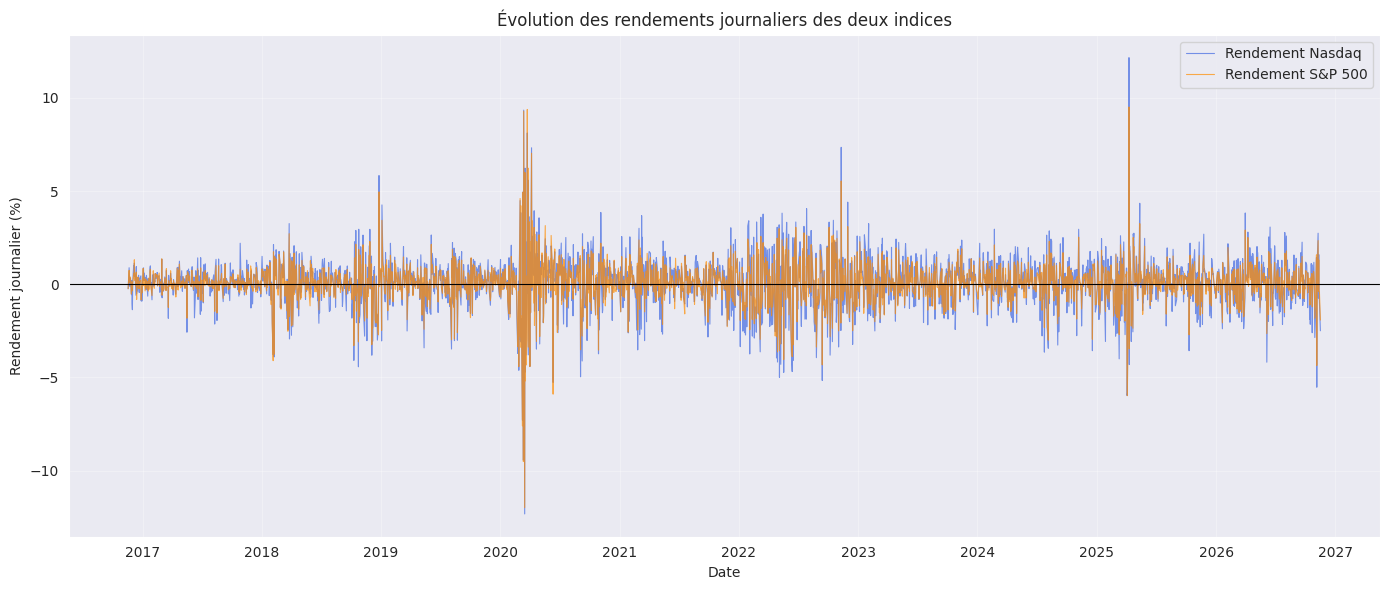 Évolution des rendements journaliers des deux indices
Rendement Nasdaq
Rendement S&P 500
Rendement journalier (%)
10
5
0
−5
−10
2017 2018 2019 2020 2021 2022 2023 2024 2025 2026 2027
Date